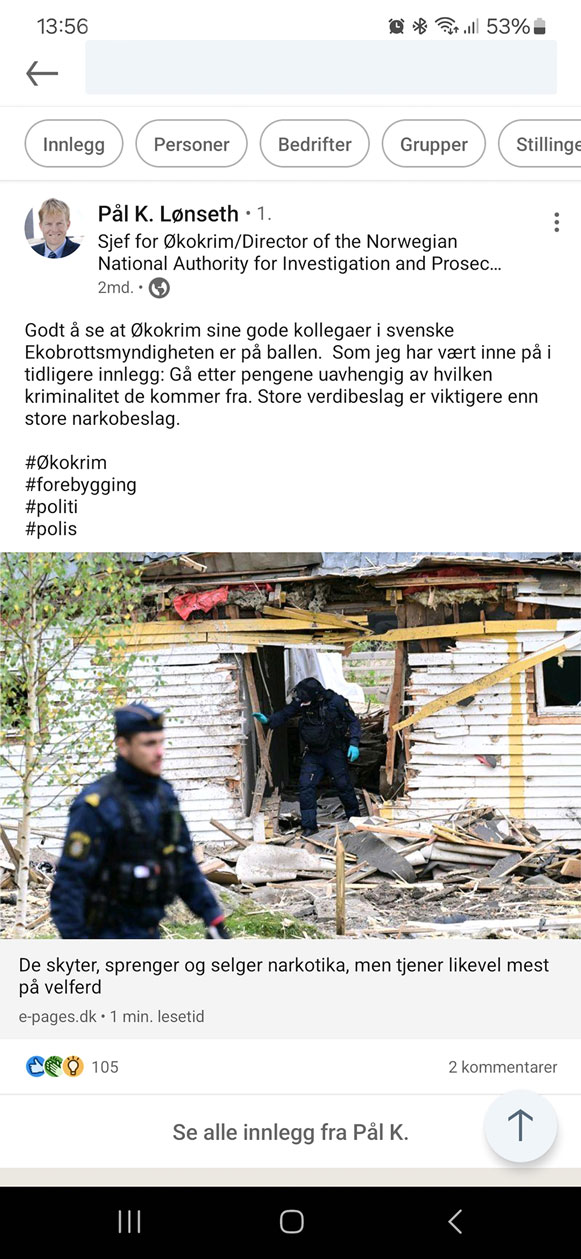 13:56
53%
Innlegg
Personer
Bedrifter
Grupper
Stillinge
Pål K. Lønseth • 1.
Sjef for Økokrim/Director of the Norwegian
National Authority for Investigation and Prosec...
2md. •
Godt å se at Økokrim sine gode kollegaer i svenske
Ekobrottsmyndigheten er på ballen. Som jeg har vært inne på i
tidligere innlegg: Gå etter pengene uavhengig av hvilken
kriminalitet de kommer fra. Store verdibeslag er viktigere enn
store narkobeslag.
#Økokrim
#forebygging
#politi
#polis
De skyter, sprenger og selger narkotika, men tjener likevel mest
på velferd
e-pages.dk • 1 min. lesetid
105
2 kommentarer
Se alle innlegg fra Pål K.